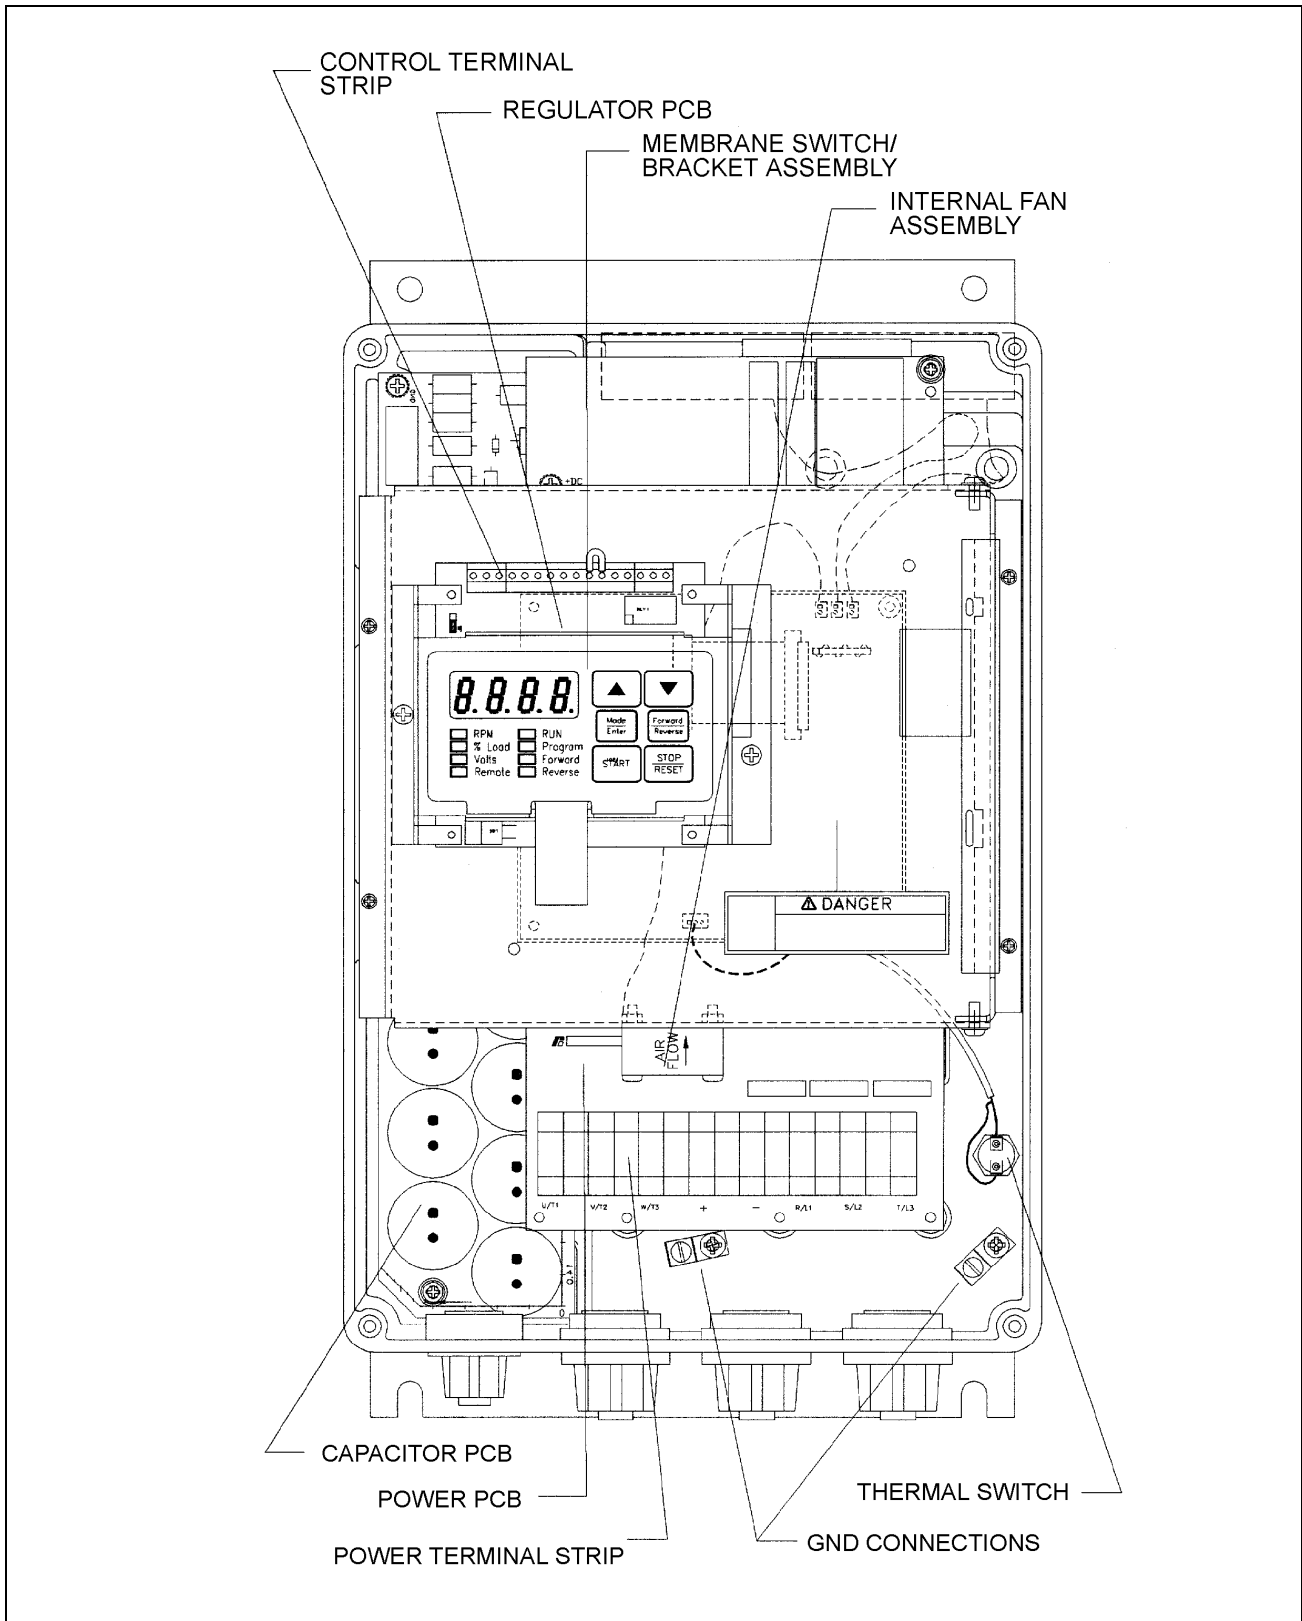 CONTROL TERMINAL
STRIP
REGULATOR PCB
MEMBRANE SWITCH/
BRACKET ASSEMBLY
INTERNAL FAN
ASSEMBLY
GND
+DC
8.8.8.8.
RPM
% Load
Volts
Remote
RUN
Program
Forward
Reverse
Mode
Enter
Forward
Reverse
START
STOP
RESET
DANGER
AIR
FLOW
U/T1
V/T2
W/T3
+
−
R/L1
S/L2
T/L3
CAPACITOR PCB
POWER PCB
POWER TERMINAL STRIP
THERMAL SWITCH
GND CONNECTIONS